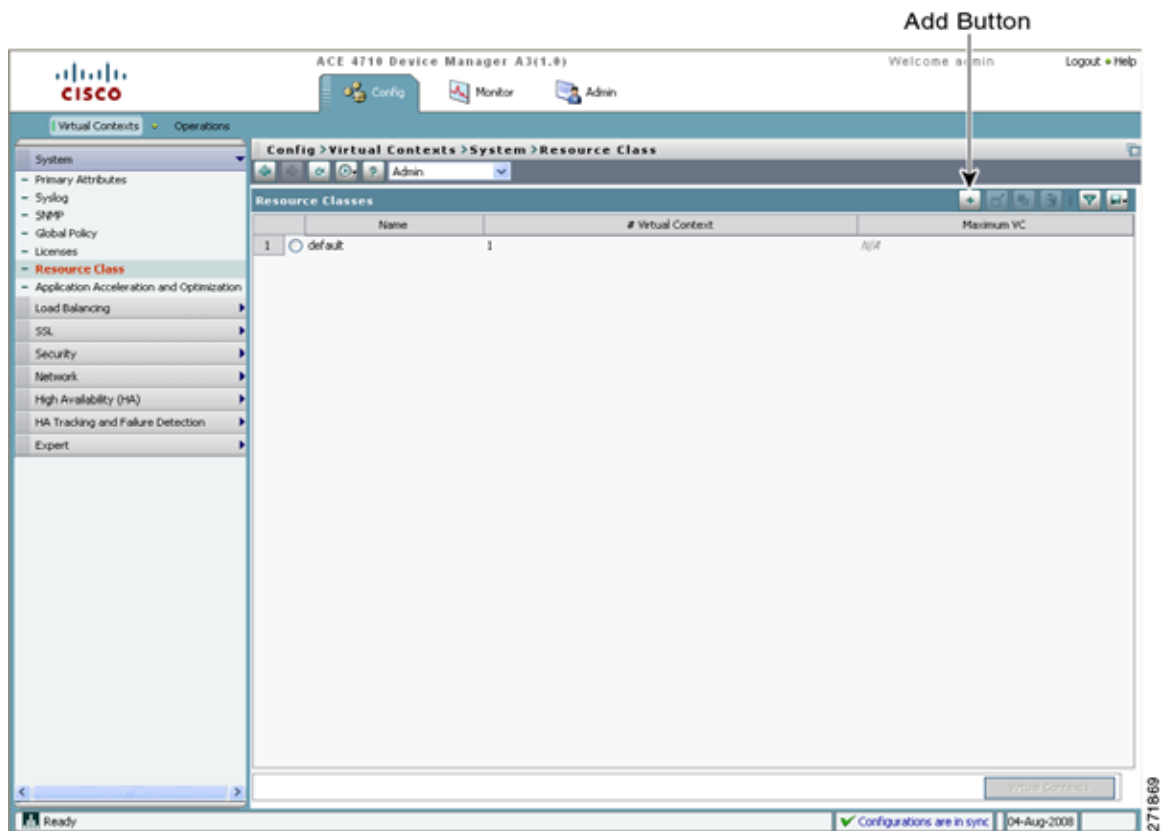 Add Button
ACE 4710 Device Manager A3(1.0)
Welcome admin
Logout Help
CISCO
Config
Monitor
Admin
Virtual Contexts
Operations
System
Primary Attributes
Syslog
SNMP
Global Policy
Licenses
Resource Class
Application Acceleration and Optimization
Load Balancing
SSL
Security
Network
High Availability (HA)
HA Tracking and Failure Detection
Expert
Config >Virtual Contexts >System >Resource Class
? Admin
Resource Classes
Name # Virtual Context Maximum VC
1 default 1 N/A
Virtual Contexts
Ready
Configurations are in sync
04-Aug-2008
271869